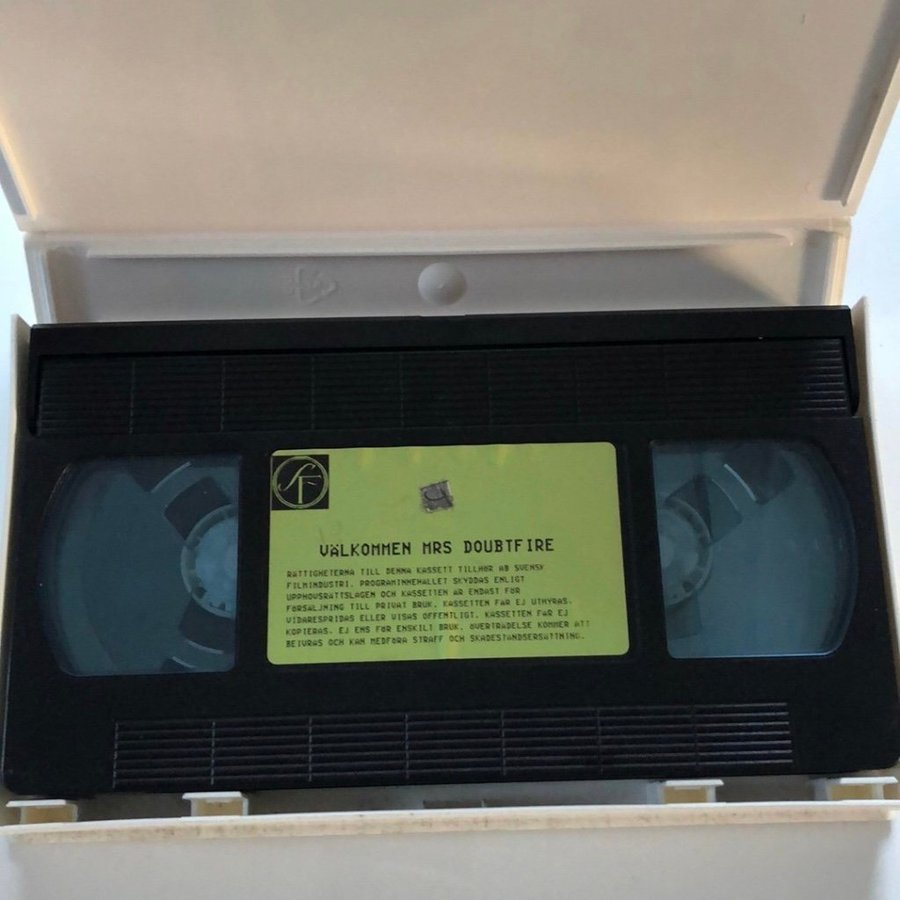 SF
VÄLKOMMEN MRS DOUBTFIRE
RÄTTIGHETERNA TILL DENNA KASSETT TILLHÖR AB SVENSK
FILMINDUSTRI. PROGRAMINNEHALLET SKYDDAS ENLIGT
UPPHOVSRÄTTSLAGEN OCH KASSETTEN ÄR ENDAST FÖR
FÖRSÄLJNING TILL PRIVAT BRUK. KASSETTEN FÅR EJ UTHYRAS,
VIDARESPRIDAS ELLER VISAS OFFENTLIGT. KASSETTEN FÅR EJ
KOPIERAS. EJ ENS FÖR ENSKILT BRUK. ÖVERTRÄDELSE KOMMER ATT
BEIVRAS OCH KAN MEDFÖRA STRAFF OCH SKADESTÅNDSERSÄTTNING.